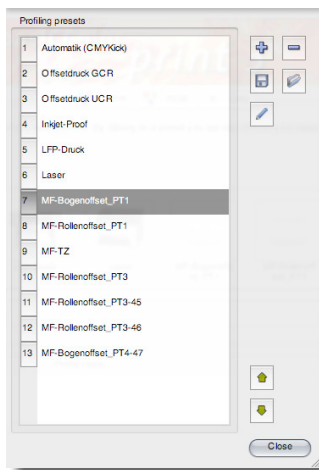 Profiling presets
1 Automatik (CMYKick)
2 Offsetdruck GCR
3 Offsetdruck UCR
4 Inkjet-Proof
5 LFP-Druck
6 Laser
7 MF-Bogenoffset_PT1
8 MF-Rollenoffset_PT1
9 MF-TZ
10 MF-Rollenoffset_PT3
11 MF-Rollenoffset_PT3-45
12 MF-Rollenoffset_PT3-46
13 MF-Bogenoffset_PT4-47
Close